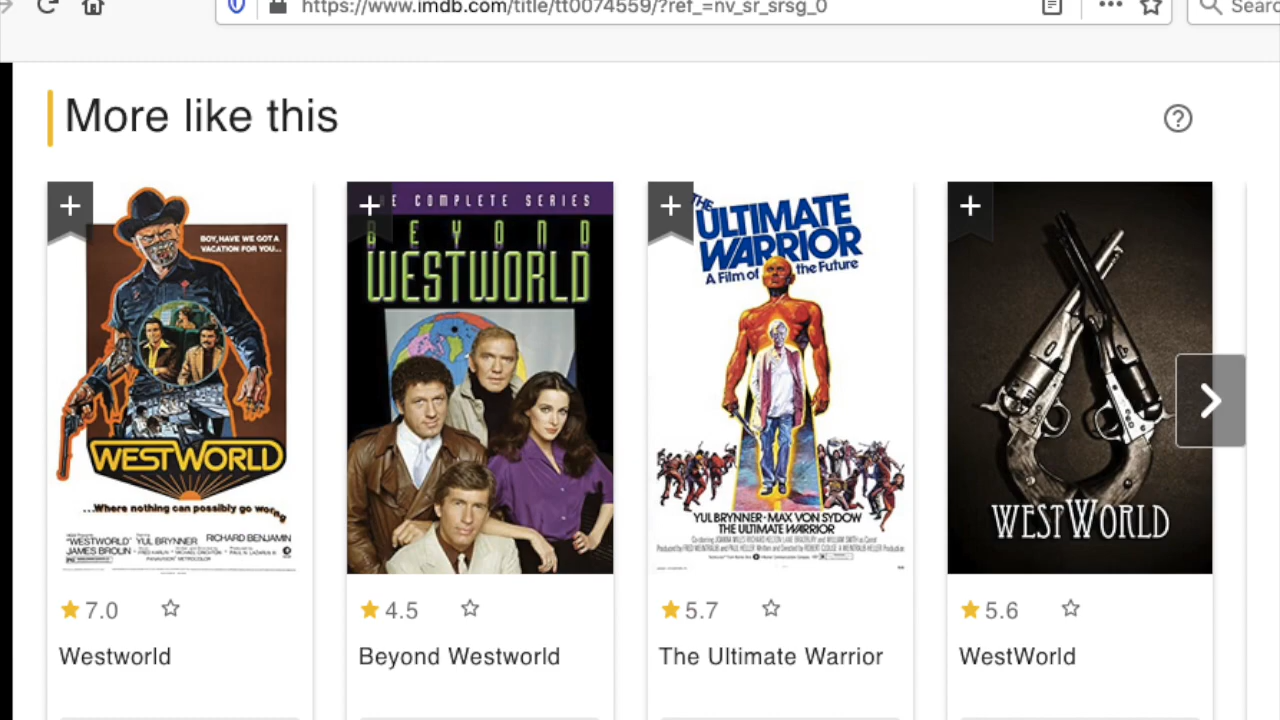 https://www.imdb.com/title/tt0074559/?ref_=nv_sr_srsg_0
Searc
More like this
BOY, HAVE WE GOT A
VACATION FOR YOU...
WESTWORLD
...Where nothing can possibly go worng
"WESTWORLD" YUL BRYNNER RICHARD BENJAMIN
JAMES BROLIN
E COMPLETE SERIES
BEYOND
WESTWORLD
THE
ULTIMATE
WARRIOR
A Film of the Future
YUL BRYNNER • MAX VON SYDOW
THE ULTIMATE WARRIOR
WESTWORLD
7.0
4.5
5.7
5.6
Westworld
Beyond Westworld
The Ultimate Warrior
WestWorld